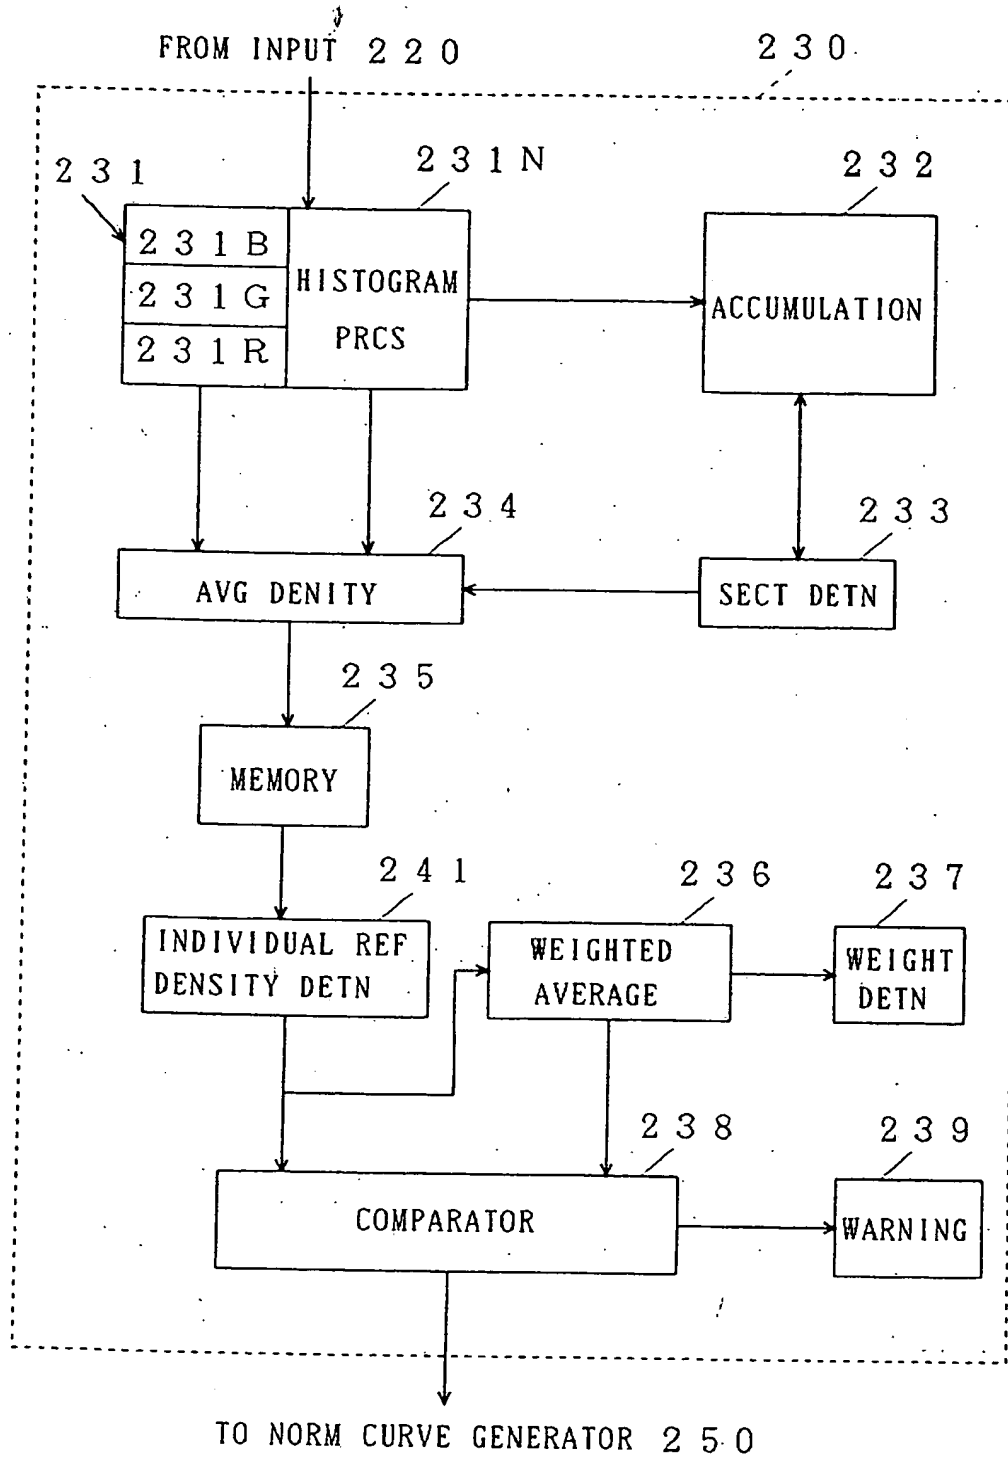 FROM INPUT 220
230
231
231N
232
231B
231G
231R
HISTOGRAM
PRCS
ACCUMULATION
234
233
AVG DENITY
SECT DETN
235
MEMORY
241
236
237
INDIVIDUAL REF
DENSITY DETN
WEIGHTED
AVERAGE
WEIGHT
DETN
238
239
COMPARATOR
WARNING
TO NORM CURVE GENERATOR 250